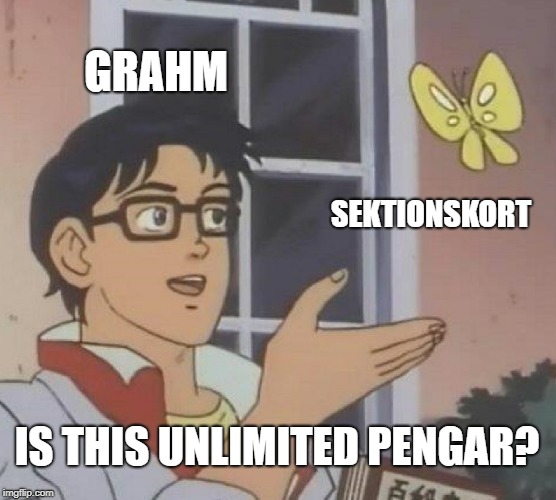 GRAHM
SEKTIONSKORT
IS THIS UNLIMITED PENGAR?
imgflip.com